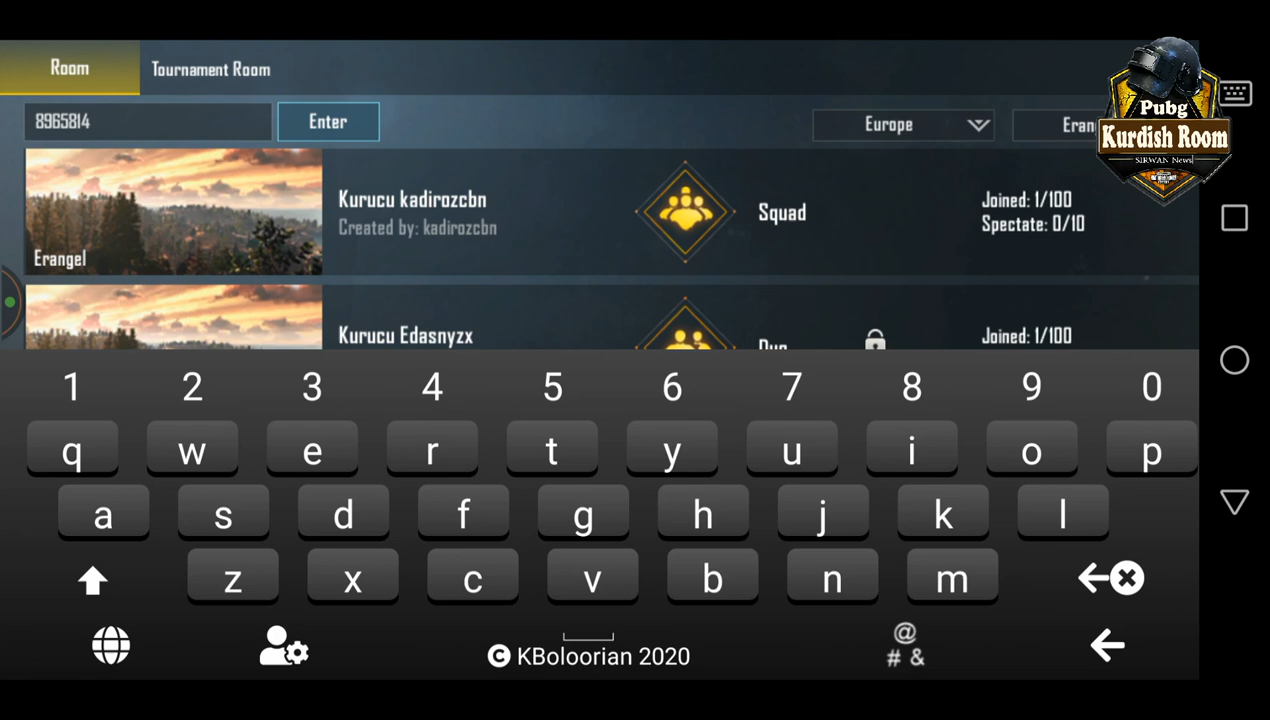 Room
Tournament Room
8965814
Enter
Europe
Eran
Pubg
Kurdish Room
SIRWAN News
Kurucu kadirozcbn
Created by: kadirozcbn
Erangel
Squad
Joined: 1/100
Spectate: 0/10
Kurucu Edasnyzx
Duo
Joined: 1/100
1 2 3 4 5 6 7 8 9 0
q w e r t y u i o p
a s d f g h j k l
z x c v b n m
© KBoloorian 2020
@
# &